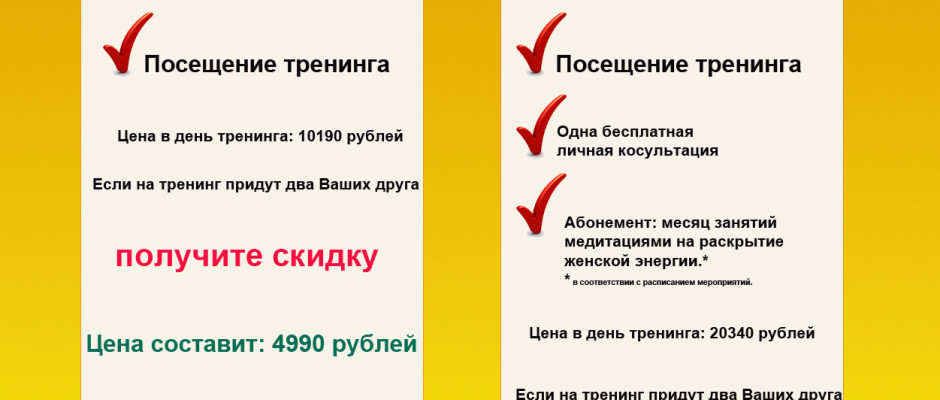 Посещение тренинга
Цена в день тренинга: 10190 рублей
Если на тренинг придут два Ваших друга
получите скидку
Цена составит: 4990 рублей
Посещение тренинга
Одна бесплатная
личная косультация
Абонемент: месяц занятий
медитациями на раскрытие
женской энергии.*
* в соответствии с расписанием мероприятий.
Цена в день тренинга: 20340 рублей
Если на тренинг придут два Ваших друга